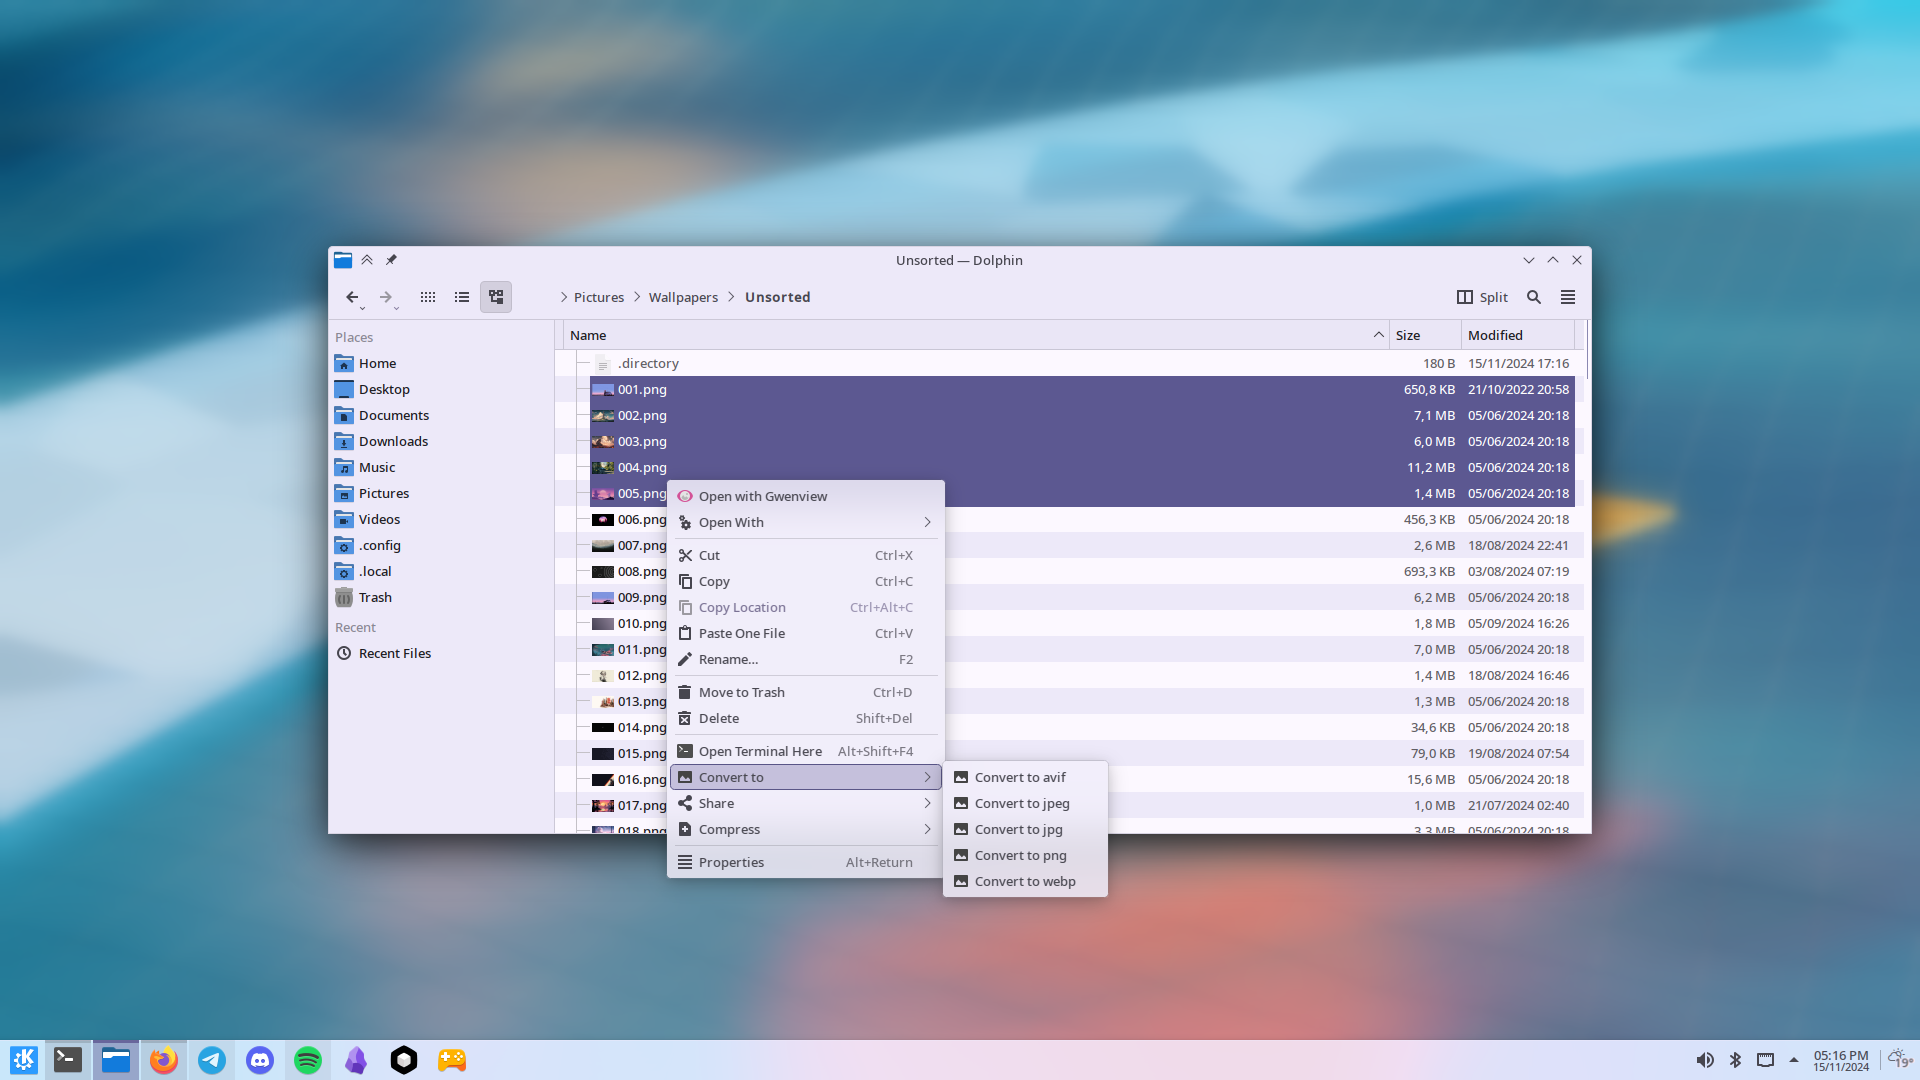 Unsorted — Dolphin
Pictures Wallpapers Unsorted
Split
Places
Home
Desktop
Documents
Downloads
Music
Pictures
Videos
.config
.local
Trash
Recent
Recent Files
Name Size Modified
.directory 180 B 15/11/2024 17:16
001.png 650,8 KB 21/10/2022 20:58
002.png 7,1 MB 05/06/2024 20:18
003.png 6,0 MB 05/06/2024 20:18
004.png 11,2 MB 05/06/2024 20:18
005.png 1,4 MB 05/06/2024 20:18
006.png 456,3 KB 05/06/2024 20:18
007.png 2,6 MB 18/08/2024 22:41
008.png 693,3 KB 03/08/2024 07:19
009.png 6,2 MB 05/06/2024 20:18
010.png 1,8 MB 05/09/2024 16:26
011.png 7,0 MB 05/06/2024 20:18
012.png 1,4 MB 18/08/2024 16:46
013.png 1,3 MB 05/06/2024 20:18
014.png 34,6 KB 05/06/2024 20:18
015.png 79,0 KB 19/08/2024 07:54
016.png 15,6 MB 05/06/2024 20:18
017.png 1,0 MB 21/07/2024 02:40
018.png 3,3 MB 05/06/2024 20:18
Open with Gwenview
Open With
Cut Ctrl+X
Copy Ctrl+C
Copy Location Ctrl+Alt+C
Paste One File Ctrl+V
Rename... F2
Move to Trash Ctrl+D
Delete Shift+Del
Open Terminal Here Alt+Shift+F4
Convert to
Share
Compress
Properties Alt+Return
Convert to avif
Convert to jpeg
Convert to jpg
Convert to png
Convert to webp
05:16 PM
15/11/2024
19°